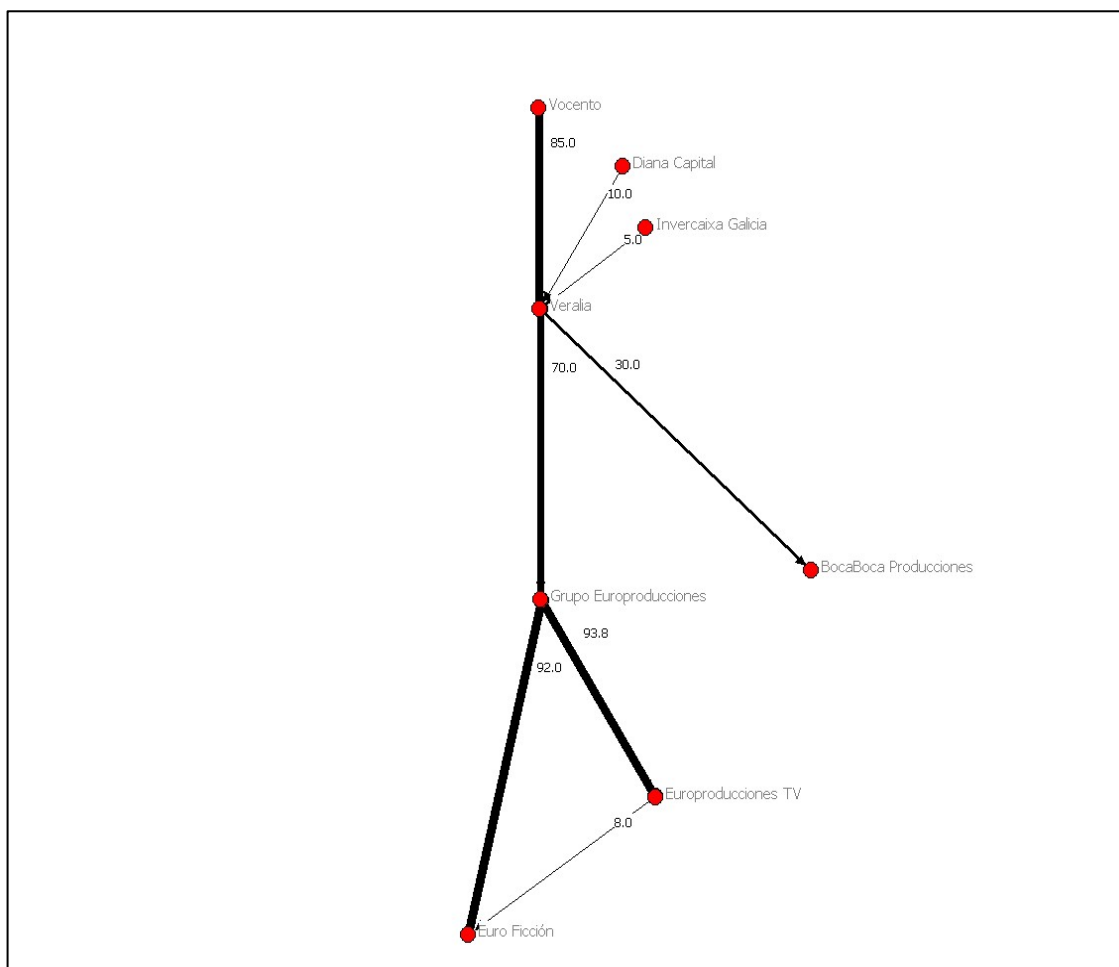 Vocento
85.0
Diana Capital
10.0
Invercaixa Galicia
5.0
Veralia
70.0
30.0
BocaBoca Producciones
Grupo Europroducciones
93.8
92.0
Europroducciones TV
8.0
Euro Ficción